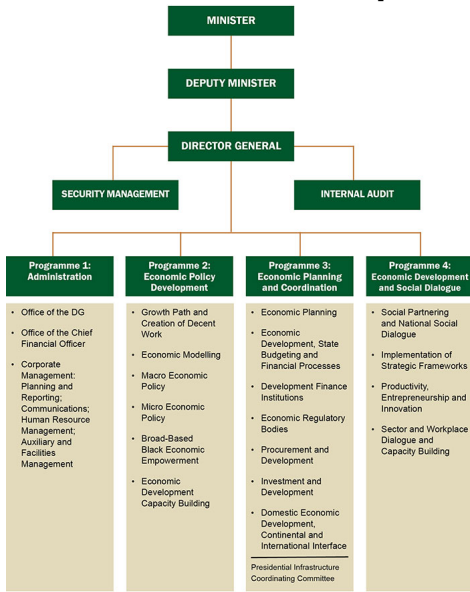 MINISTER
DEPUTY MINISTER
DIRECTOR GENERAL
SECURITY MANAGEMENT
INTERNAL AUDIT
Programme 1:
Administration
• Office of the DG
• Office of the Chief
Financial Officer
• Corporate
Management:
Planning and
Reporting;
Communications;
Human Resource
Management;
Auxiliary and
Facilities
Management
Programme 2:
Economic Policy
Development
• Growth Path and
Creation of Decent
Work
• Economic Modelling
• Macro Economic
Policy
• Micro Economic
Policy
• Broad-Based
Black Economic
Empowerment
• Economic
Development
Capacity Building
Programme 3:
Economic Planning
and Coordination
• Economic Planning
• Economic
Development, State
Budgeting and
Financial Processes
• Development Finance
Institutions
• Economic Regulatory
Bodies
• Procurement and
Development
• Investment and
Development
• Domestic Economic
Development,
Continental and
International Interface
Presidential Infrastructure
Coordinating Committee
Programme 4:
Economic Development
and Social Dialogue
• Social Partnering
and National Social
Dialogue
• Implementation of
Strategic Frameworks
• Productivity,
Entrepreneurship and
Innovation
• Sector and Workplace
Dialogue and
Capacity Building